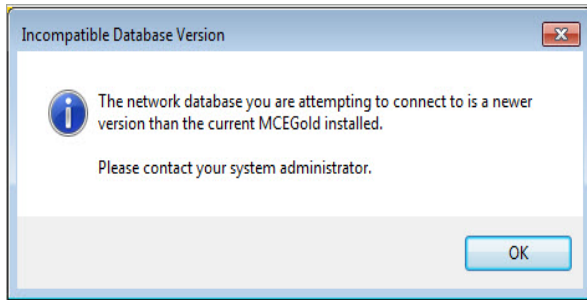 Incompatible Database Version
The network database you are attempting to connect to is a newer
version than the current MCEGold installed.
Please contact your system administrator.
OK